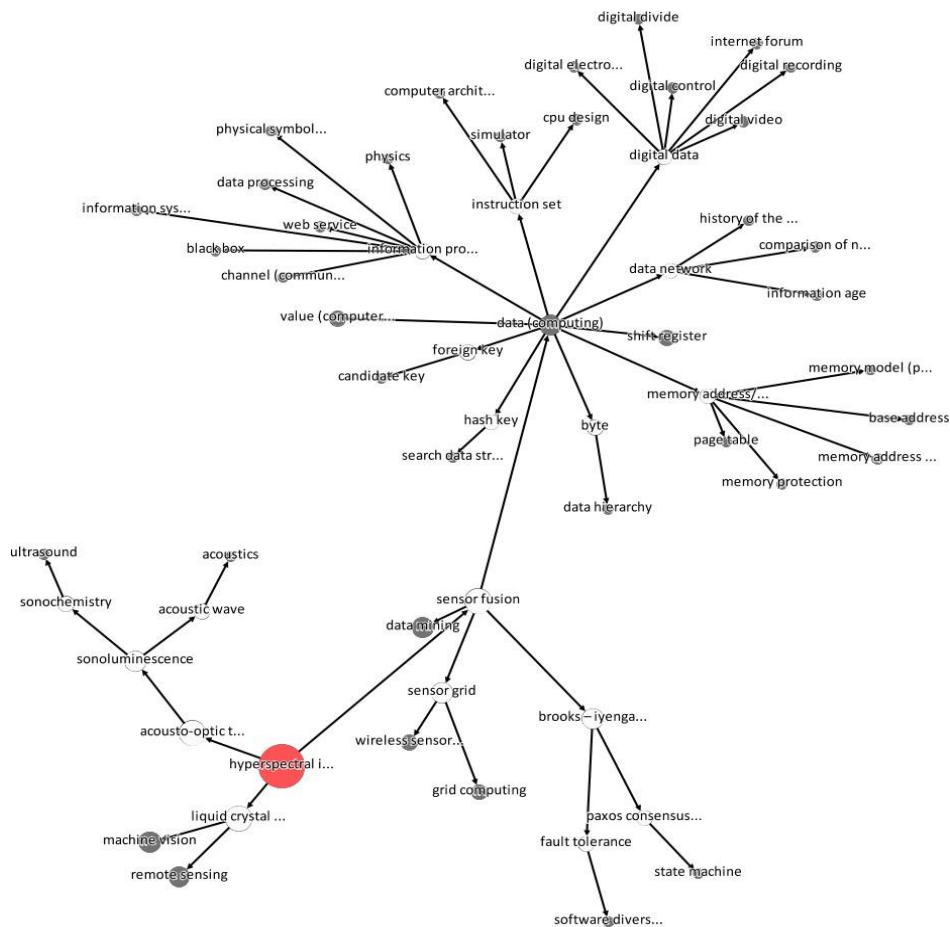 digital divide
internet forum
digital electro...
digital recording
digital control
computer archit...
cpu design
digital video
physical symbol...
simulator
physics
digital data
data processing
instruction set
information sys...
history of the ...
web service
black box
information pro...
comparison of n...
data network
channel (commun...
information age
value (computer...
data (computing)
shift register
foreign key
candidate key
memory model (p...
memory address/...
hash key
byte
base address
page table
search data str...
memory address ...
memory protection
data hierarchy
ultrasound
acoustics
sonochemistry
acoustic wave
sensor fusion
data mining
sonoluminescence
sensor grid
brooks – iyenga...
acousto-optic t...
wireless sensor...
hyperspectral i...
grid computing
liquid crystal ...
paxos consensus...
machine vision
fault tolerance
remote sensing
state machine
software divers...